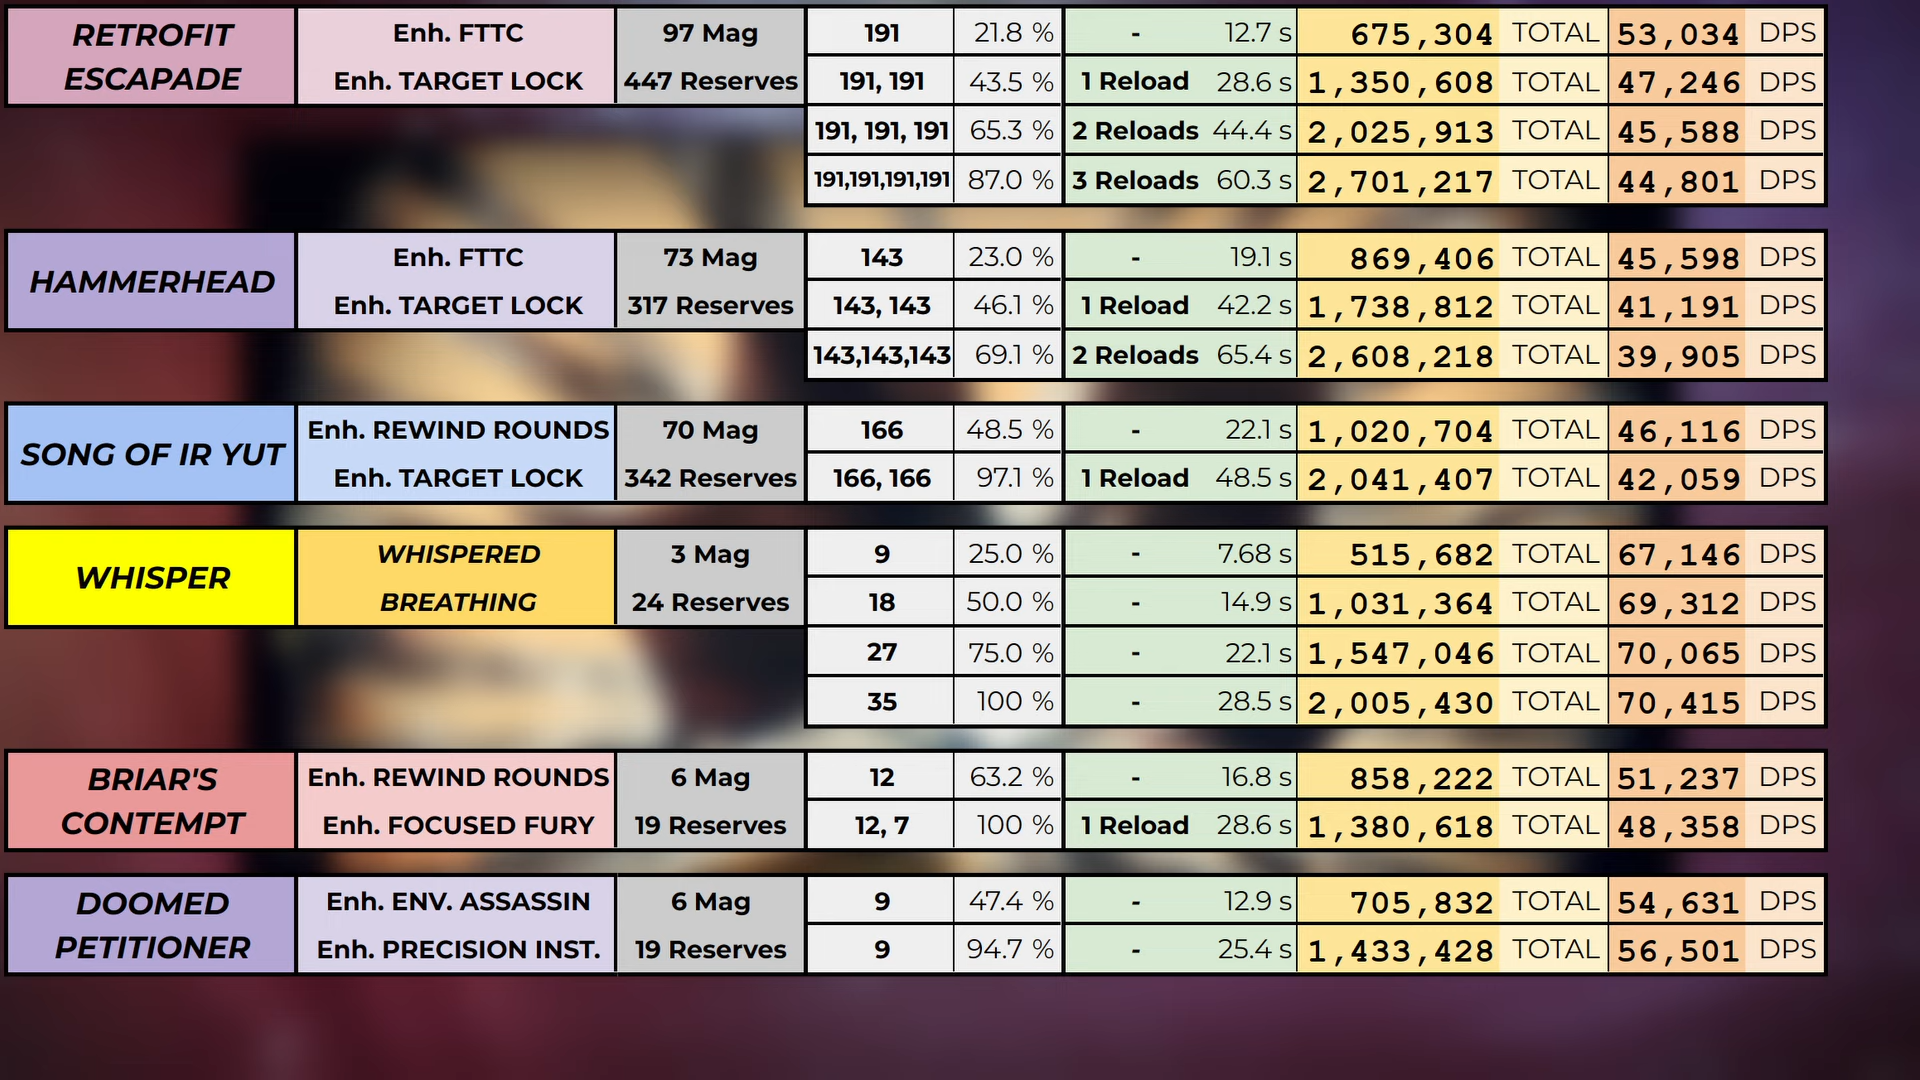 RETROFIT ESCAPADE Enh. FTTC 97 Mag 191 21.8 % - 12.7 s 675,304 TOTAL 53,034 DPS
Enh. TARGET LOCK 447 Reserves 191, 191 43.5 % 1 Reload 28.6 s 1,350,608 TOTAL 47,246 DPS
191, 191, 191 65.3 % 2 Reloads 44.4 s 2,025,913 TOTAL 45,588 DPS
191,191,191,191 87.0 % 3 Reloads 60.3 s 2,701,217 TOTAL 44,801 DPS
HAMMERHEAD Enh. FTTC 73 Mag 143 23.0 % - 19.1 s 869,406 TOTAL 45,598 DPS
Enh. TARGET LOCK 317 Reserves 143, 143 46.1 % 1 Reload 42.2 s 1,738,812 TOTAL 41,191 DPS
143,143,143 69.1 % 2 Reloads 65.4 s 2,608,218 TOTAL 39,905 DPS
SONG OF IR YUT Enh. REWIND ROUNDS 70 Mag 166 48.5 % - 22.1 s 1,020,704 TOTAL 46,116 DPS
Enh. TARGET LOCK 342 Reserves 166, 166 97.1 % 1 Reload 48.5 s 2,041,407 TOTAL 42,059 DPS
WHISPER WHISPERED 3 Mag 9 25.0 % - 7.68 s 515,682 TOTAL 67,146 DPS
BREATHING 24 Reserves 18 50.0 % - 14.9 s 1,031,364 TOTAL 69,312 DPS
27 75.0 % - 22.1 s 1,547,046 TOTAL 70,065 DPS
35 100 % - 28.5 s 2,005,430 TOTAL 70,415 DPS
BRIAR'S CONTEMPT Enh. REWIND ROUNDS 6 Mag 12 63.2 % - 16.8 s 858,222 TOTAL 51,237 DPS
Enh. FOCUSED FURY 19 Reserves 12, 7 100 % 1 Reload 28.6 s 1,380,618 TOTAL 48,358 DPS
DOOMED PETITIONER Enh. ENV. ASSASSIN 6 Mag 9 47.4 % - 12.9 s 705,832 TOTAL 54,631 DPS
Enh. PRECISION INST. 19 Reserves 9 94.7 % - 25.4 s 1,433,428 TOTAL 56,501 DPS